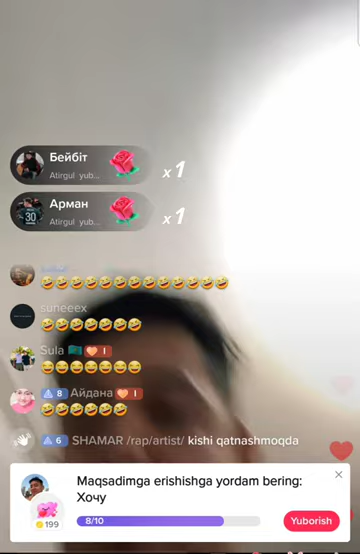 Бейбіт
Atirgul yub...
x1
Арман
Atirgul yub...
x1
🤣🤣🤣🤣🤣🤣🤣🤣🤣🤣🤣🤣🤣
suneeex
🤣🤣🤣🤣🤣🤣🤣
Sula 🇰🇿 I
😂😂😂😂😂😂😂
8 Айдана I
🤣🤣🤣🤣🤣🤣
6 SHAMAR /rap/artist/ kishi qatnashmoqda
Maqsadimga erishishga yordam bering:
Хочу
199
8/10
Yuborish